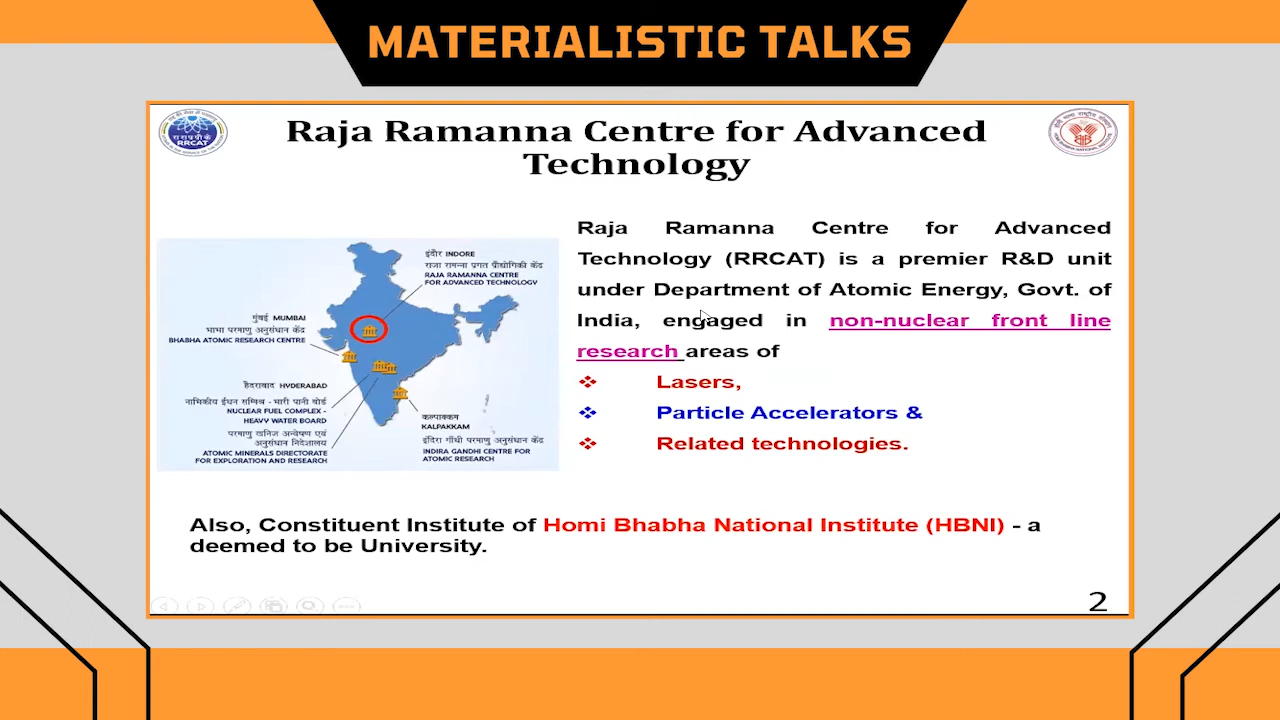 MATERIALISTIC TALKS
Raja Ramanna Centre for Advanced
Technology
राराप्रप्रौके
RRCAT
इंदौर INDORE
राजा रामन्ना प्रगत प्रौद्योगिकी केंद्र
RAJA RAMANNA CENTRE
FOR ADVANCED TECHNOLOGY
मुंबई MUMBAI
भाभा परमाणु अनुसंधान केंद्र
BHABHA ATOMIC RESEARCH CENTRE
हैदराबाद HYDERABAD
नाभिकीय ईंधन सम्मिश्र - भारी पानी बोर्ड
NUCLEAR FUEL COMPLEX -
HEAVY WATER BOARD
परमाणु खनिज अन्वेषण एवं
अनुसंधान निदेशालय
ATOMIC MINERALS DIRECTORATE
FOR EXPLORATION AND RESEARCH
कल्पाक्कम
KALPAKKAM
इंदिरा गाँधी परमाणु अनुसंधान केंद्र
INDIRA GANDHI CENTRE FOR
ATOMIC RESEARCH
Raja Ramanna Centre for Advanced
Technology (RRCAT) is a premier R&D unit
under Department of Atomic Energy, Govt. of
India, engaged in non-nuclear front line
research areas of
❖ Lasers,
❖ Particle Accelerators &
❖ Related technologies.
Also, Constituent Institute of Homi Bhabha National Institute (HBNI) - a
deemed to be University.
2